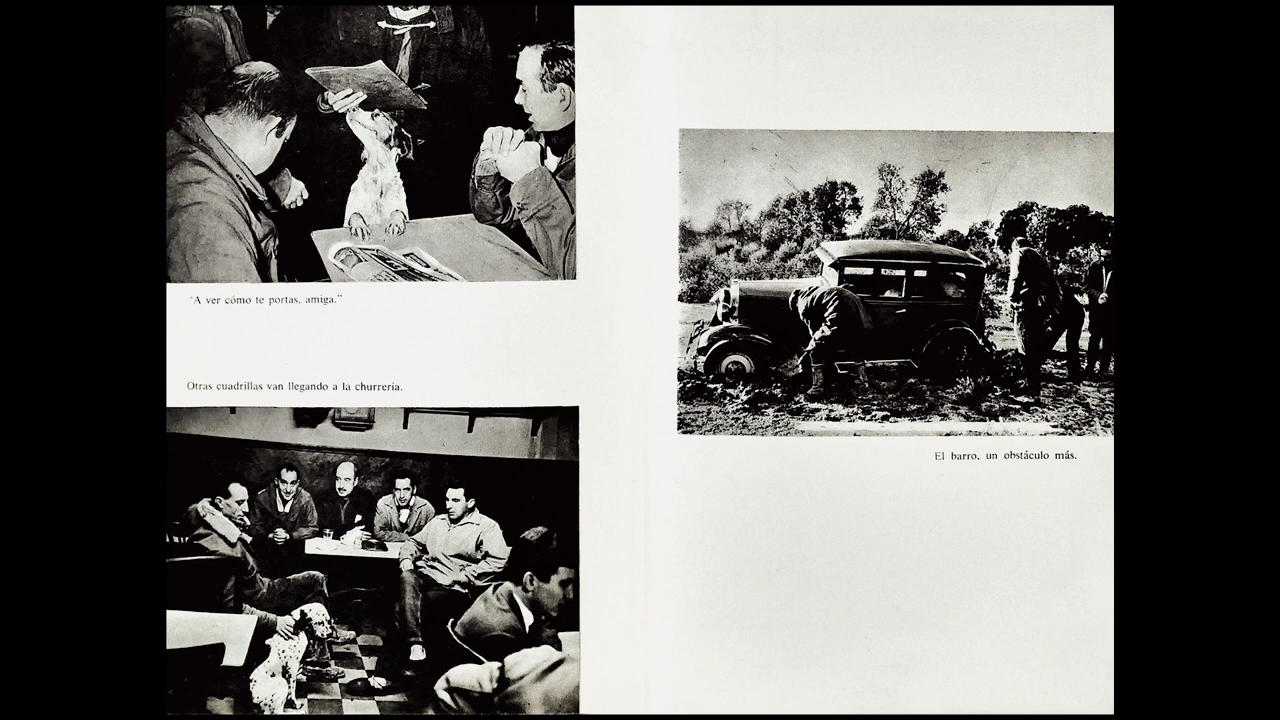 "A ver cómo te portas, amiga."
Otras cuadrillas van llegando a la churrería.
El barro, un obstáculo más.